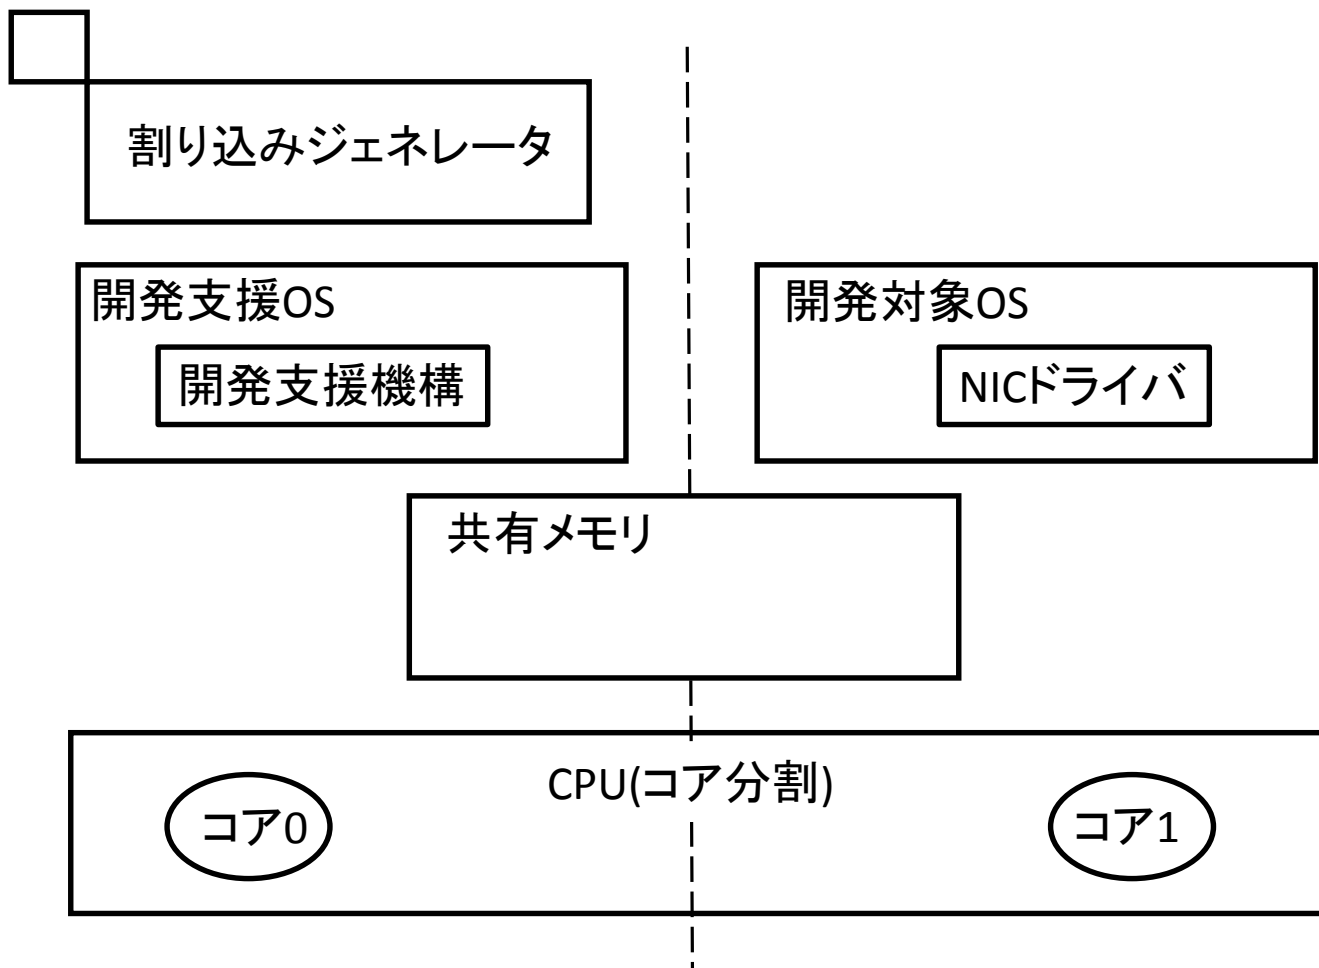 割り込みジェネレータ
開発支援OS
開発対象OS
開発支援機構
NICドライバ
共有メモリ
CPU(コア分割)
コア0
コア1